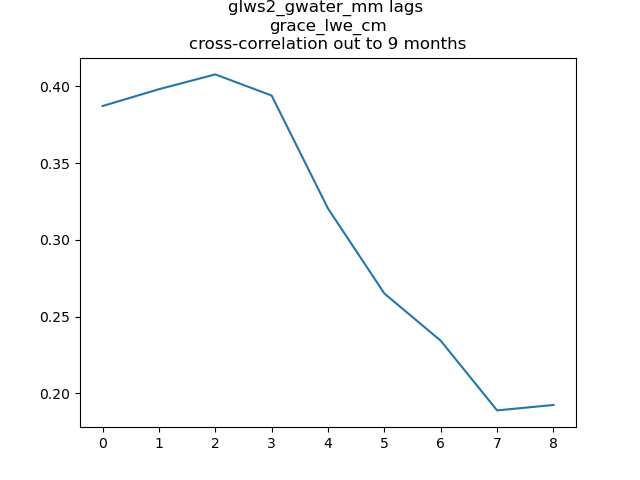 glws2_gwater_mm lags
grace_lwe_cm
cross-correlation out to 9 months
0.40
0.35
0.30
0.25
0.20
0 1 2 3 4 5 6 7 8